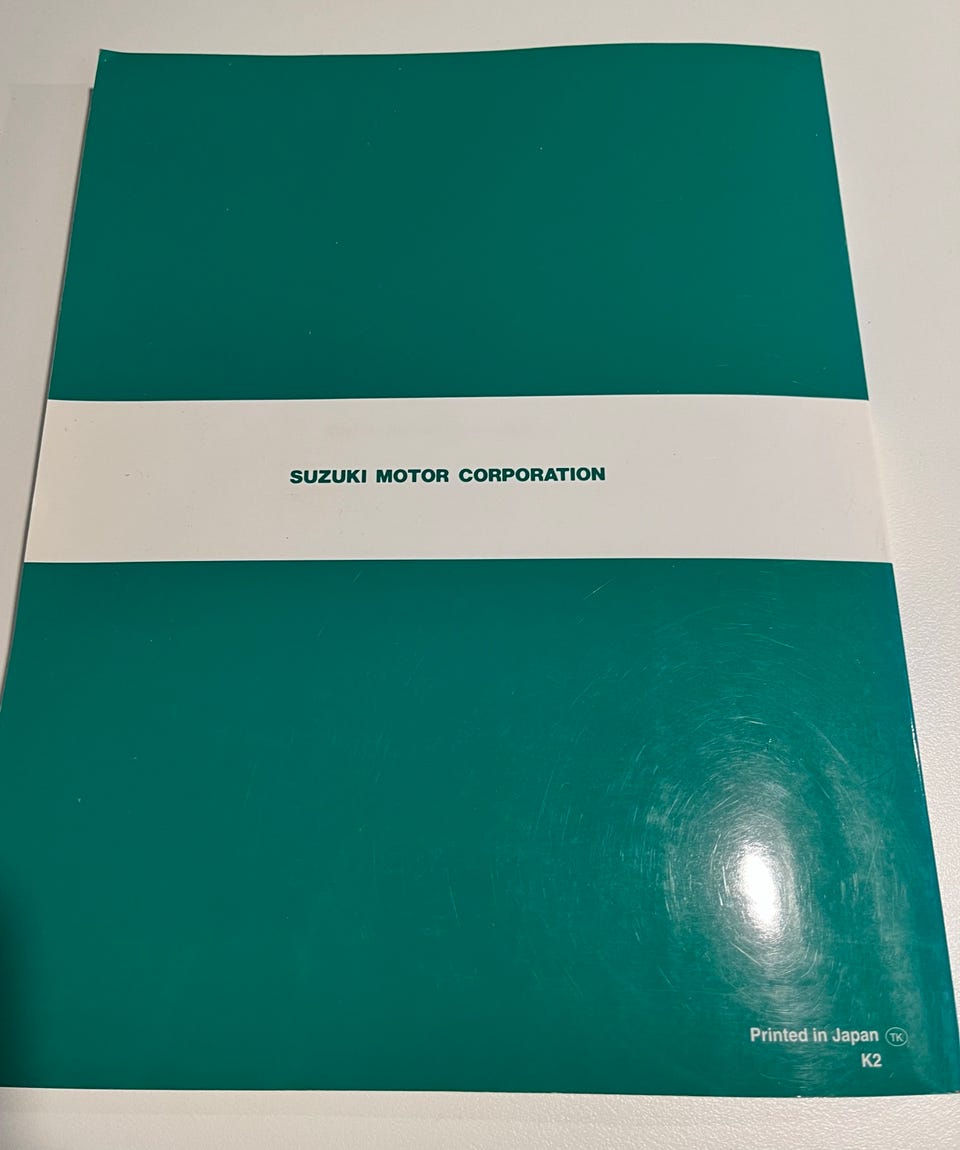 SUZUKI MOTOR CORPORATION
Printed in Japan TK
K2